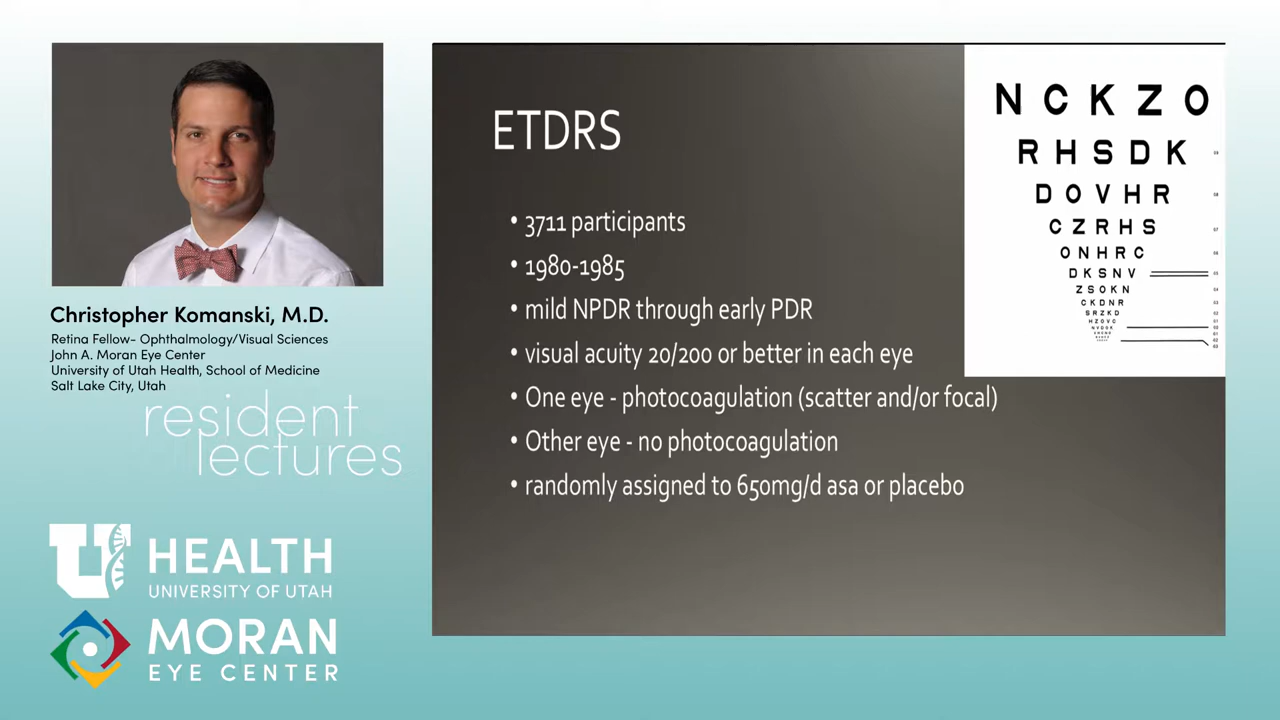 Christopher Komanski, M.D.
Retina Fellow- Ophthalmology/Visual Sciences
John A. Moran Eye Center
University of Utah Health, School of Medicine
Salt Lake City, Utah
resident
lectures
U HEALTH
UNIVERSITY OF UTAH
MORAN
EYE CENTER
ETDRS
• 3711 participants
• 1980-1985
• mild NPDR through early PDR
• visual acuity 20/200 or better in each eye
• One eye - photocoagulation (scatter and/or focal)
• Other eye - no photocoagulation
• randomly assigned to 650mg/d asa or placebo
N C K Z O
R H S D K
D O V H R
C Z R H S
O N H R C
D K S N V
Z S O K N
C K D N R
S R Z K D
H Z O V C